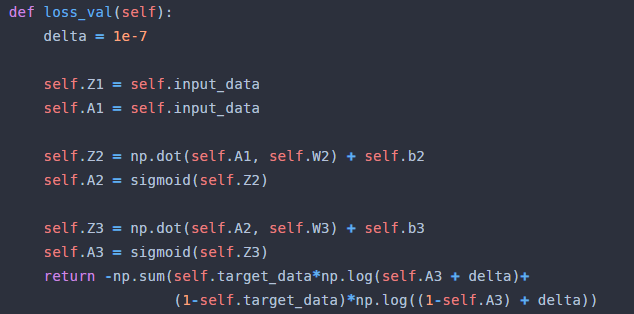 def loss_val(self):
    delta = 1e-7

    self.Z1 = self.input_data
    self.A1 = self.input_data

    self.Z2 = np.dot(self.A1, self.W2) + self.b2
    self.A2 = sigmoid(self.Z2)

    self.Z3 = np.dot(self.A2, self.W3) + self.b3
    self.A3 = sigmoid(self.Z3)
    return -np.sum(self.target_data*np.log(self.A3 + delta)+
                   (1-self.target_data)*np.log((1-self.A3) + delta))